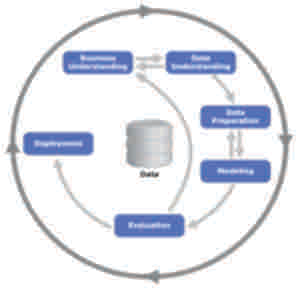 Business
Understanding
Data
Understanding
Data
Preparation
Modeling
Evaluation
Deployment
Data